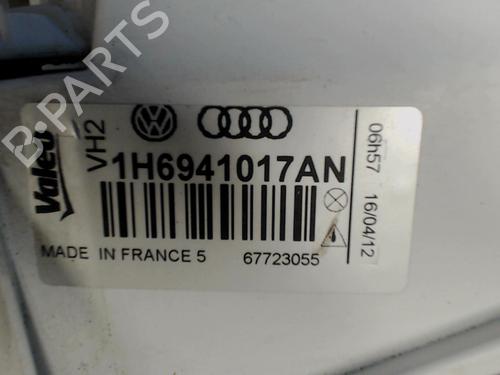 B-PARTS
Valeo
VH2
1H6941017AN
MADE IN FRANCE 5 67723055
06h57 16/04/12